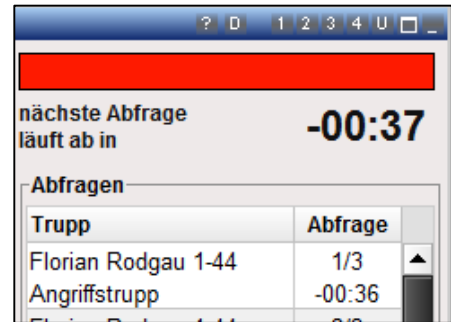 ? D 1 2 3 4 U
nächste Abfrage
läuft ab in
-00:37
Abfragen
Trupp Abfrage
Florian Rodgau 1-44 1/3
Angriffstrupp -00:36